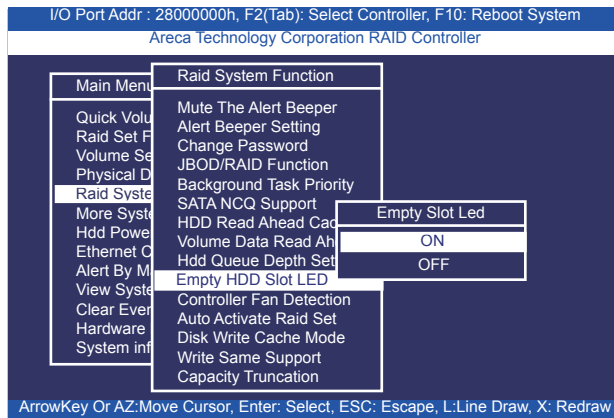 I/O Port Addr : 28000000h, F2(Tab): Select Controller, F10: Reboot System
Areca Technology Corporation RAID Controller
Main Menu
Quick Volu
Raid Set F
Volume Se
Physical D
Raid Syste
More Syste
Hdd Powe
Ethernet C
Alert By M
View Syste
Clear Even
Hardware
System inf
Raid System Function
Mute The Alert Beeper
Alert Beeper Setting
Change Password
JBOD/RAID Function
Background Task Priority
SATA NCQ Support
HDD Read Ahead Cac
Volume Data Read Ah
Hdd Queue Depth Set
Empty HDD Slot LED
Controller Fan Detection
Auto Activate Raid Set
Disk Write Cache Mode
Write Same Support
Capacity Truncation
Empty Slot Led
ON
OFF
ArrowKey Or AZ:Move Cursor, Enter: Select, ESC: Escape, L:Line Draw, X: Redraw